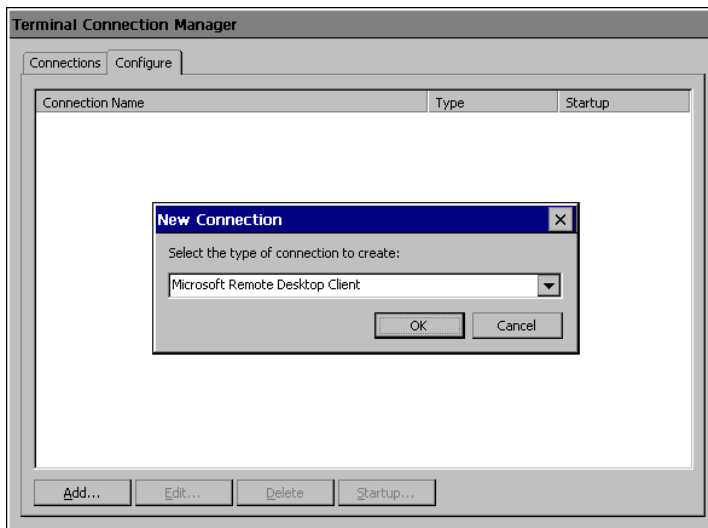 Terminal Connection Manager
Connections Configure
Connection Name Type Startup
New Connection
Select the type of connection to create:
Microsoft Remote Desktop Client
OK Cancel
Add... Edit... Delete Startup...